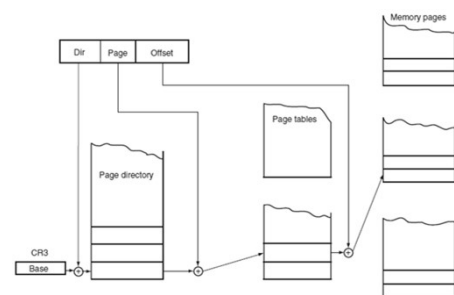 Memory pages
Dir Page Offset
Page tables
Page directory
CR3
Base